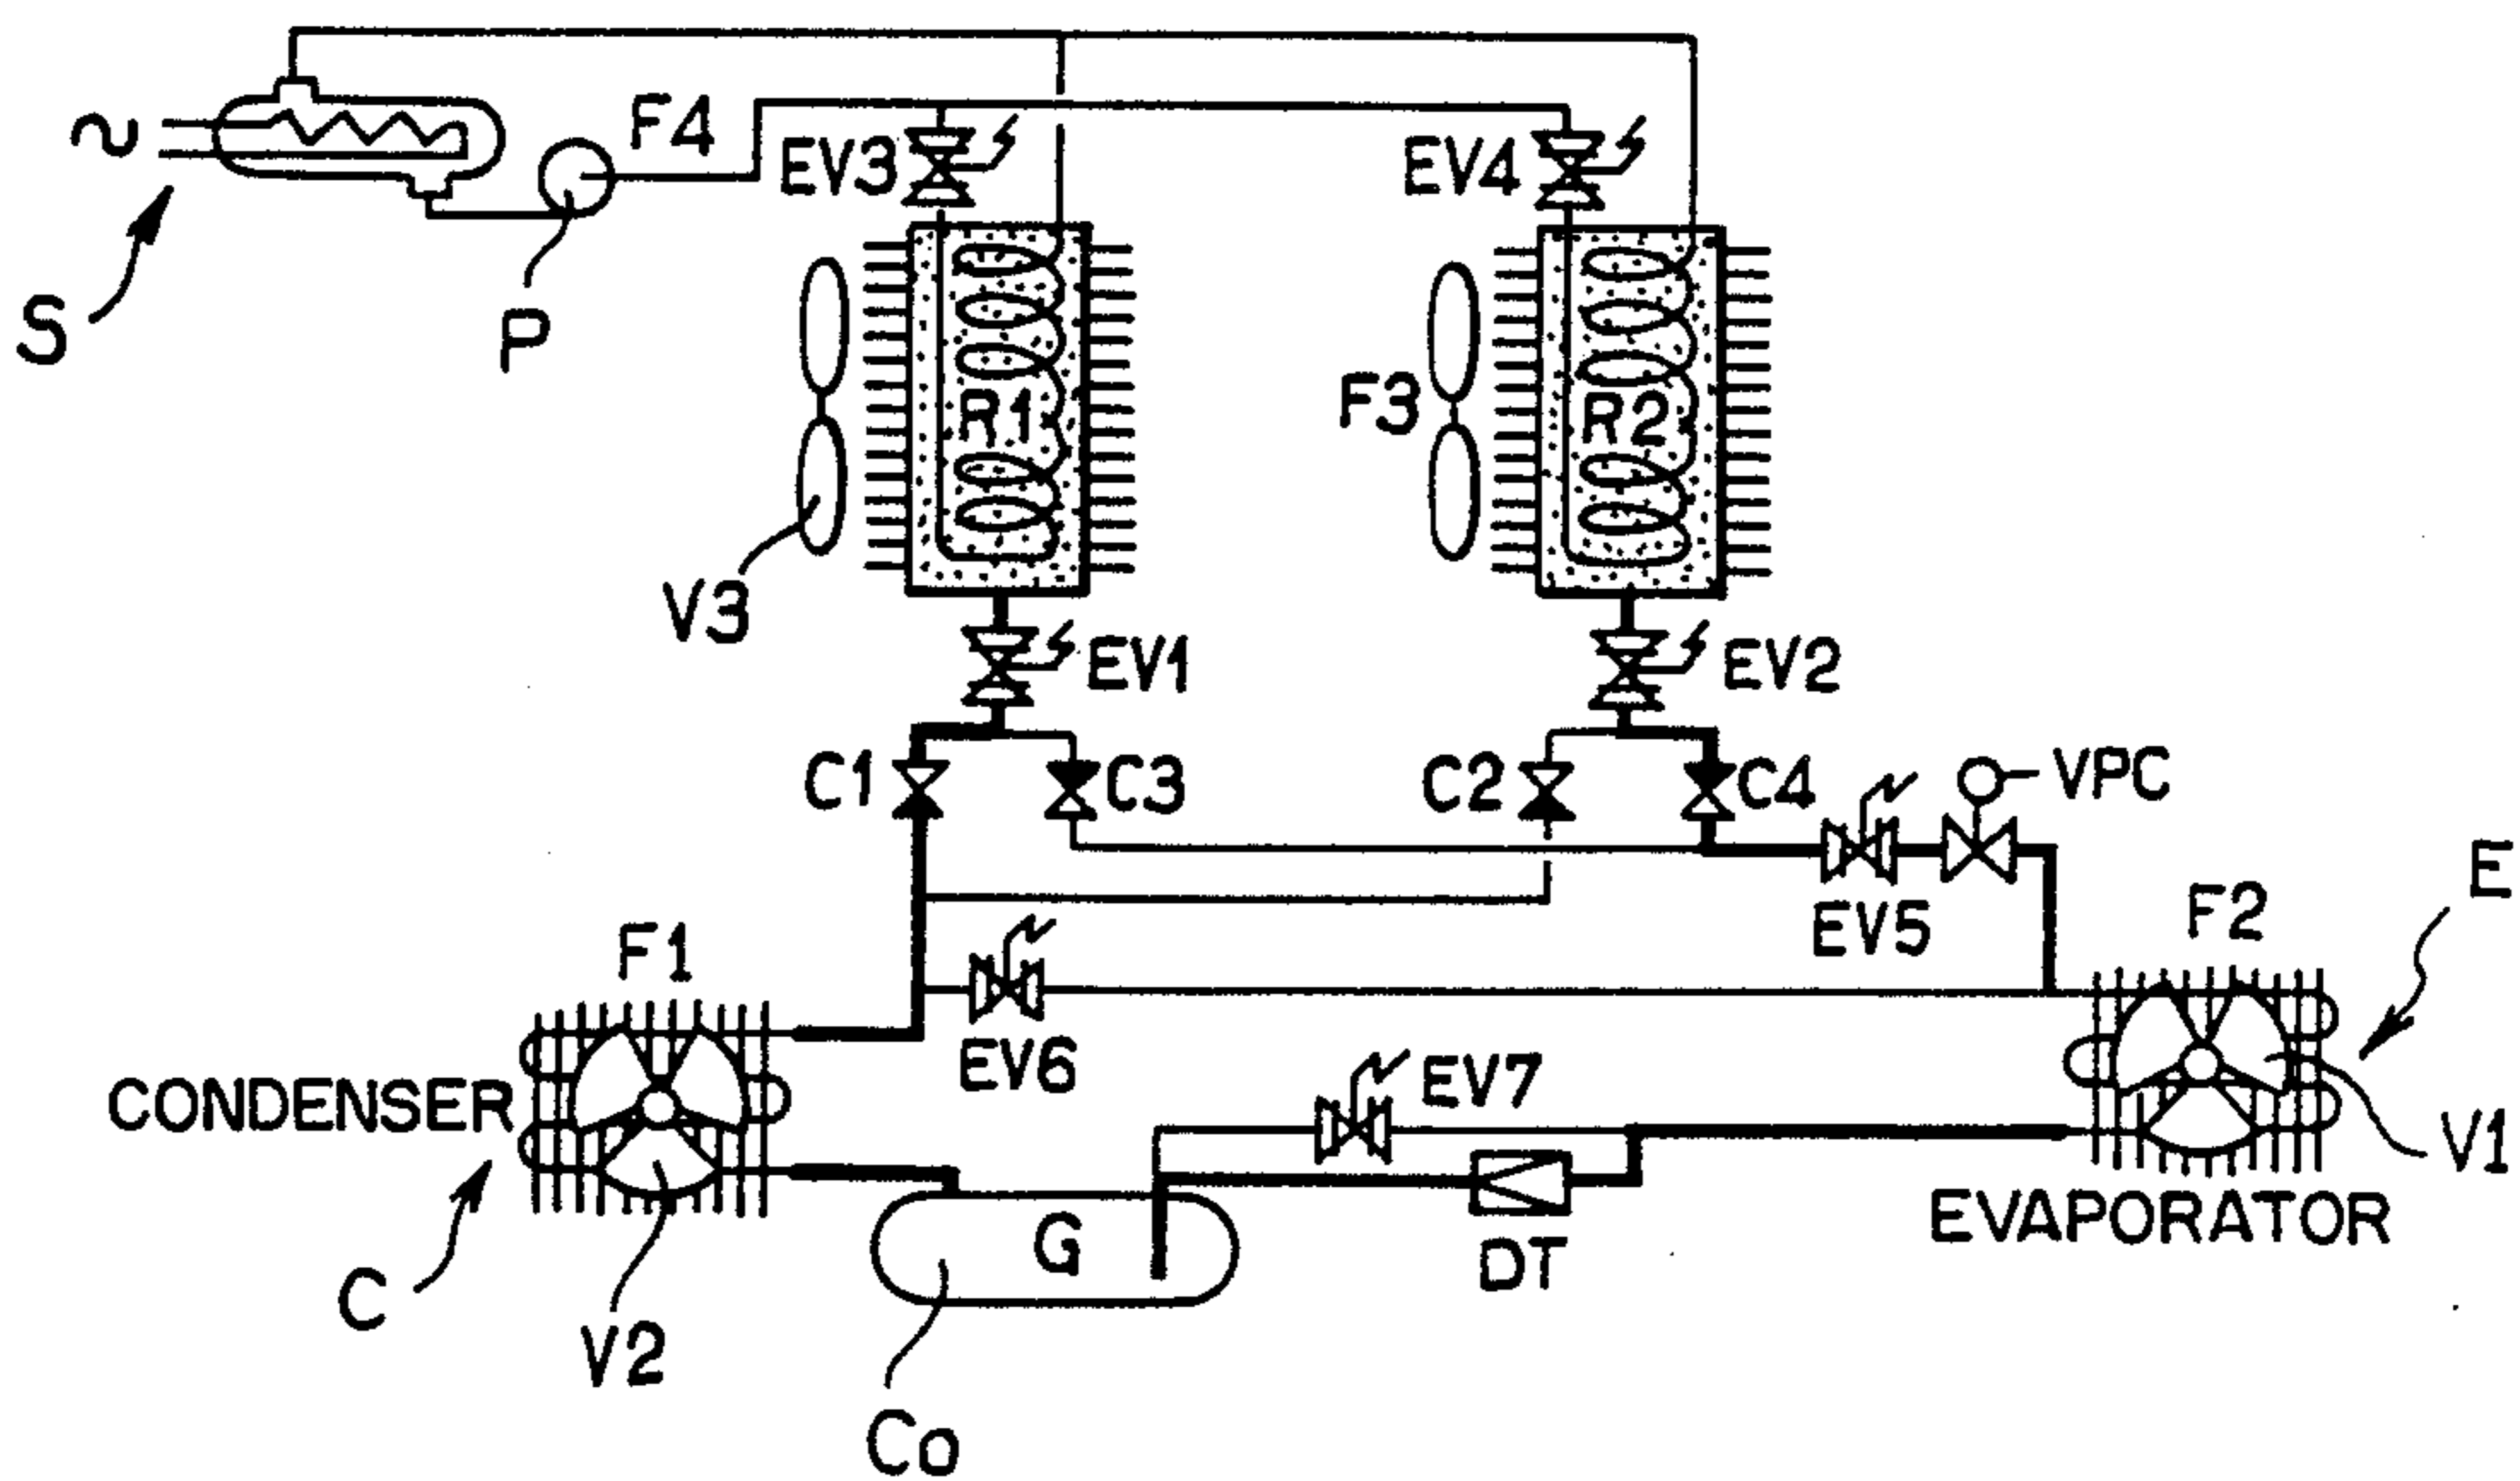 F4
EV3
EV4
S
P
F3
R1
R2
V3
EV1
EV2
C1
C3
C2
C4
VPC
E
EV5
F2
F1
EV6
CONDENSER
EV7
V1
EVAPORATOR
G
DT
C
V2
Co